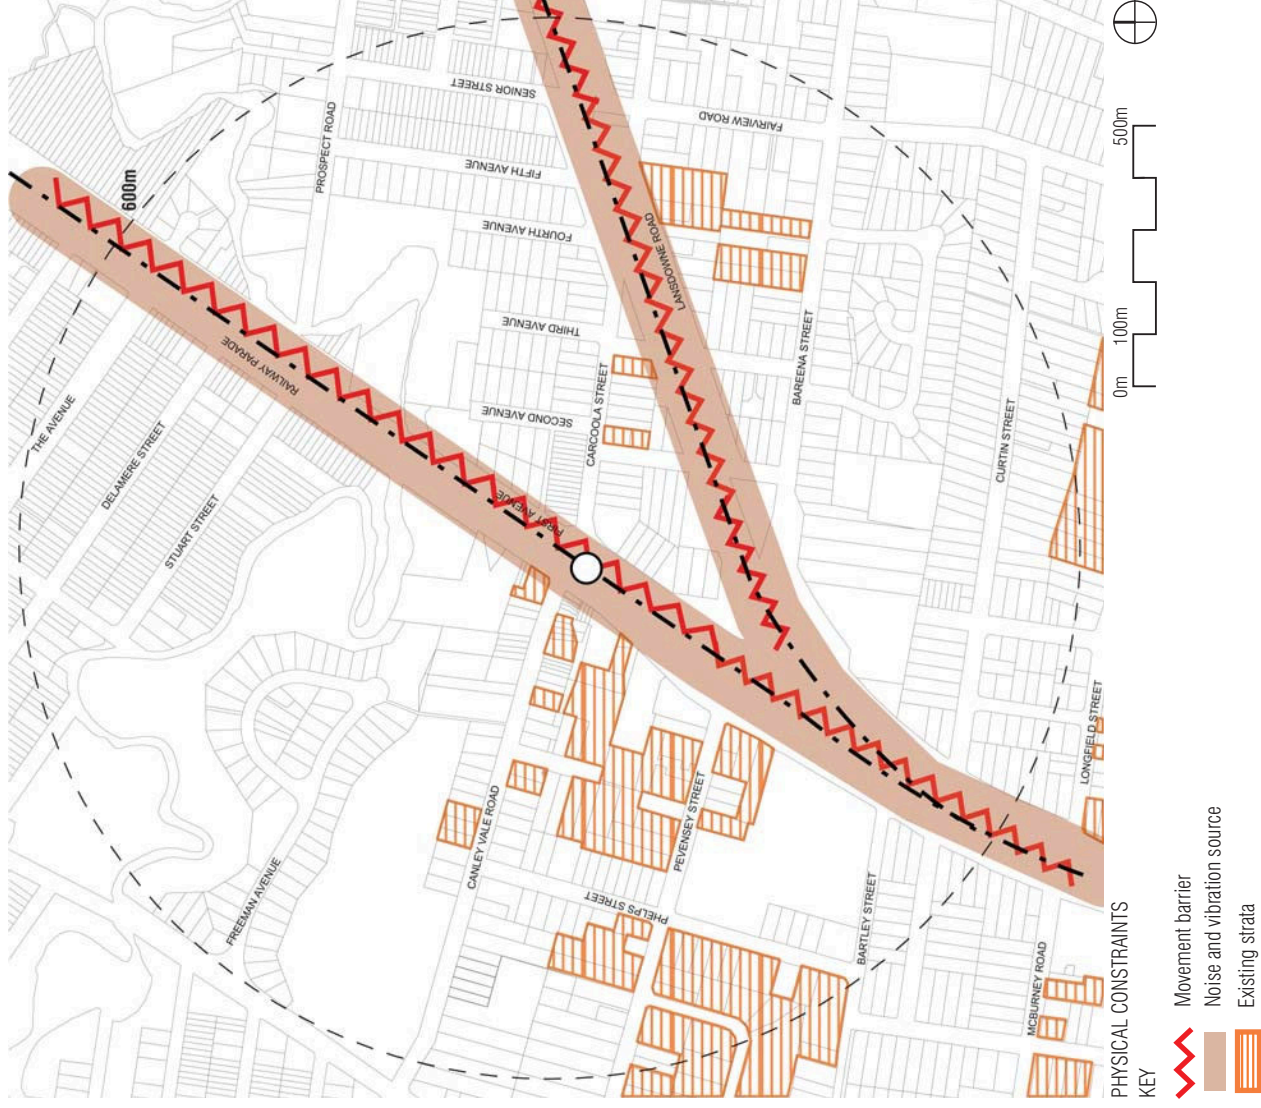 SENIOR STREET
FAIRVIEW ROAD
PROSPECT ROAD
FIFTH AVENUE
600m
FOURTH AVENUE
LANSDOWNE ROAD
RAILWAY PARADE
THIRD AVENUE
BAREENA STREET
THE AVENUE
DELAMERE STREET
SECOND AVENUE
CARCOOLA STREET
CURTIN STREET
STUART STREET
FIRST AVENUE
LONGFIELD STREET
CANLEY VALE ROAD
PEVENSEY STREET
FREEMAN AVENUE
PHELPS STREET
BARTLEY STREET
MCBURNEY ROAD
0m
100m
500m
PHYSICAL CONSTRAINTS
KEY
Movement barrier
Noise and vibration source
Existing strata